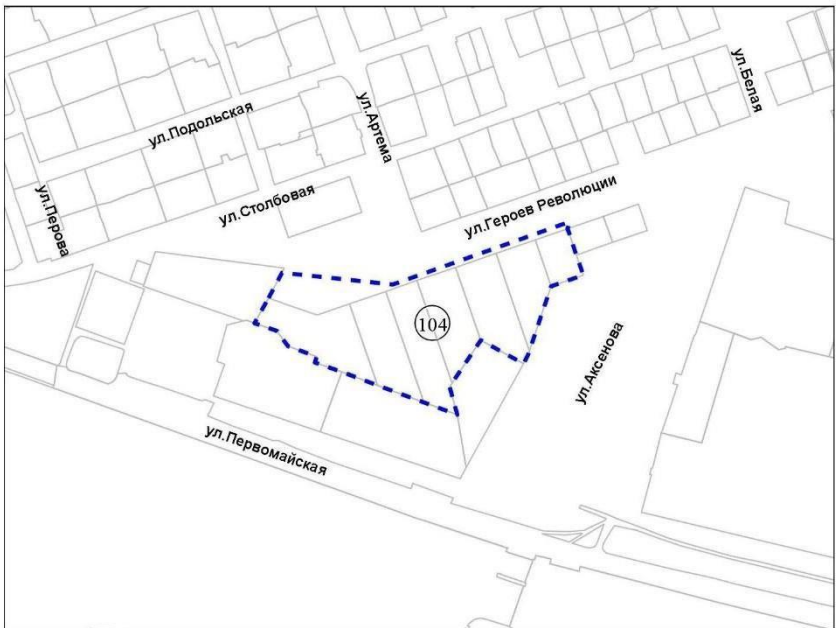 ул.Белая
ул.Подольская
ул.Артема
ул.Перова
ул.Столбовая
ул.Героев Революции
104
ул.Аксенова
ул.Первомайская